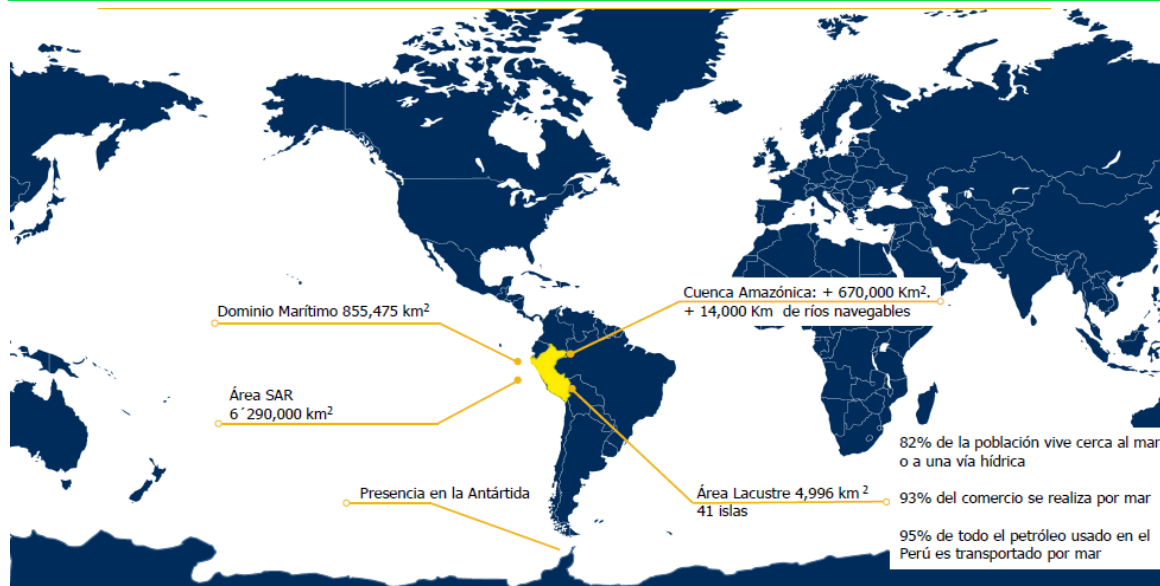 Cuenca Amazónica: + 670,000 Km².
+ 14,000 Km de ríos navegables
Dominio Marítimo 855,475 km²
Área SAR
6´290,000 km²
Presencia en la Antártida
Área Lacustre 4,996 km²
41 islas
82% de la población vive cerca al mar
o a una vía hídrica
93% del comercio se realiza por mar
95% de todo el petróleo usado en el
Perú es transportado por mar